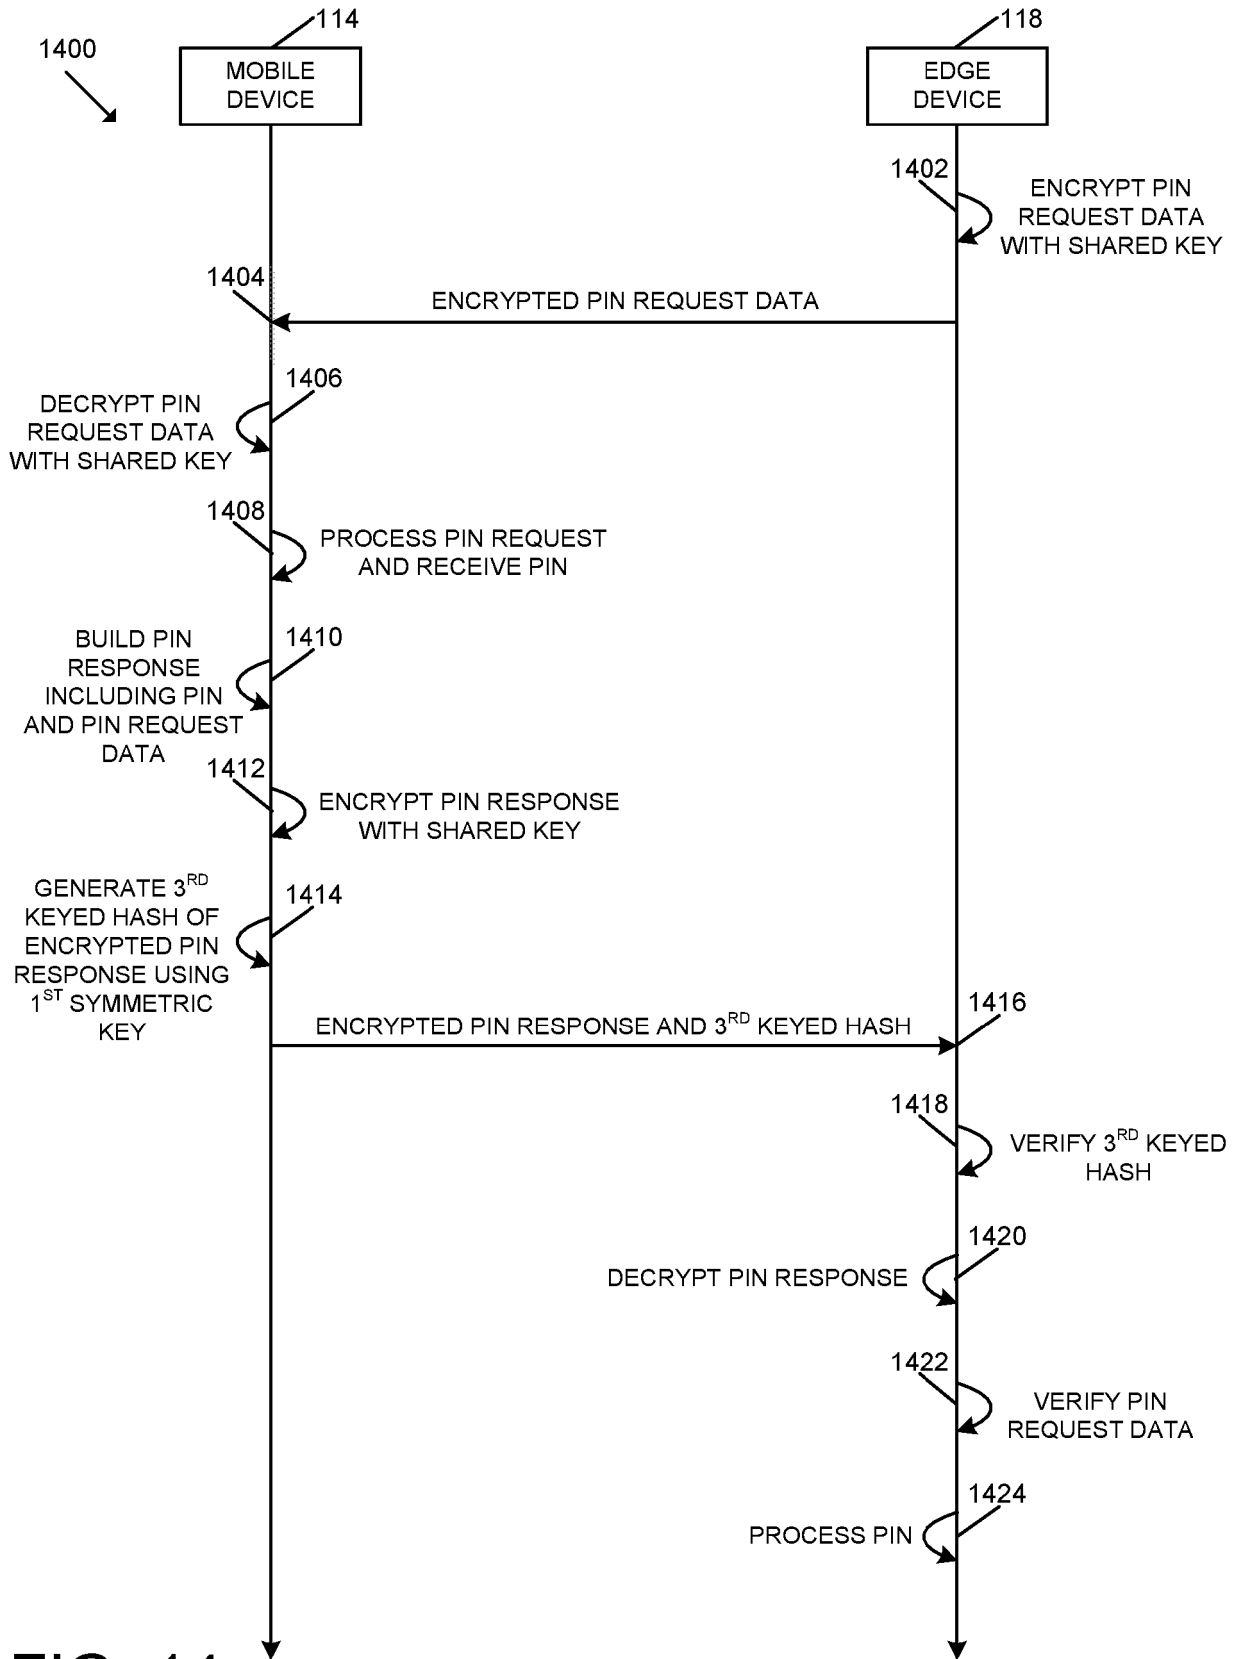 114
118
1400
MOBILE
DEVICE
EDGE
DEVICE
1402
ENCRYPT PIN
REQUEST DATA
WITH SHARED KEY
1404
ENCRYPTED PIN REQUEST DATA
1406
DECRYPT PIN
REQUEST DATA
WITH SHARED KEY
1408
PROCESS PIN REQUEST
AND RECEIVE PIN
1410
BUILD PIN
RESPONSE
INCLUDING PIN
AND PIN REQUEST
DATA
1412
ENCRYPT PIN RESPONSE
WITH SHARED KEY
1414
GENERATE 3RD
KEYED HASH OF
ENCRYPTED PIN
RESPONSE USING
1ST SYMMETRIC
KEY
ENCRYPTED PIN RESPONSE AND 3RD KEYED HASH
1416
1418
VERIFY 3RD KEYED
HASH
1420
DECRYPT PIN RESPONSE
1422
VERIFY PIN
REQUEST DATA
1424
PROCESS PIN